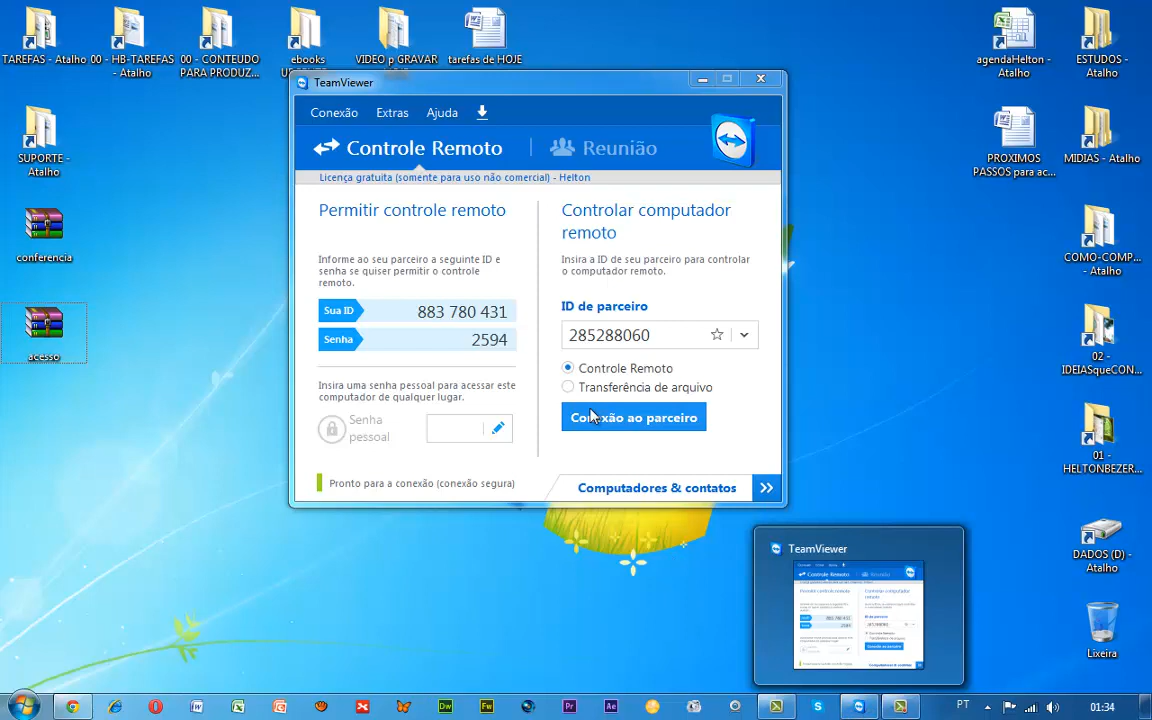 TAREFAS - Atalho
00 - HB-TAREFAS
- Atalho
00 - CONTEUDO
PARA PRODUZ...
ebooks
VIDEO p GRAVAR
tarefas de HOJE
agendaHelton -
Atalho
ESTUDOS -
Atalho
SUPORTE -
Atalho
conferencia
acesso
PROXIMOS
PASSOS para ac...
MIDIAS - Atalho
COMO-COMP...
- Atalho
02 -
IDEIASqueCON...
01 -
HELTONBEZER...
DADOS (D) -
Atalho
Lixeira
TeamViewer
Conexão Extras Ajuda
Controle Remoto
Reunião
Licença gratuita (somente para uso não comercial) - Helton
Permitir controle remoto
Informe ao seu parceiro a seguinte ID e
senha se quiser permitir o controle
remoto.
Sua ID 883 780 431
Senha 2594
Insira uma senha pessoal para acessar este
computador de qualquer lugar.
Senha
pessoal
Pronto para a conexão (conexão segura)
Controlar computador
remoto
Insira a ID de seu parceiro para controlar
o computador remoto.
ID de parceiro
285288060
Controle Remoto
Transferência de arquivo
Conexão ao parceiro
Computadores & contatos
TeamViewer
PT
01:34